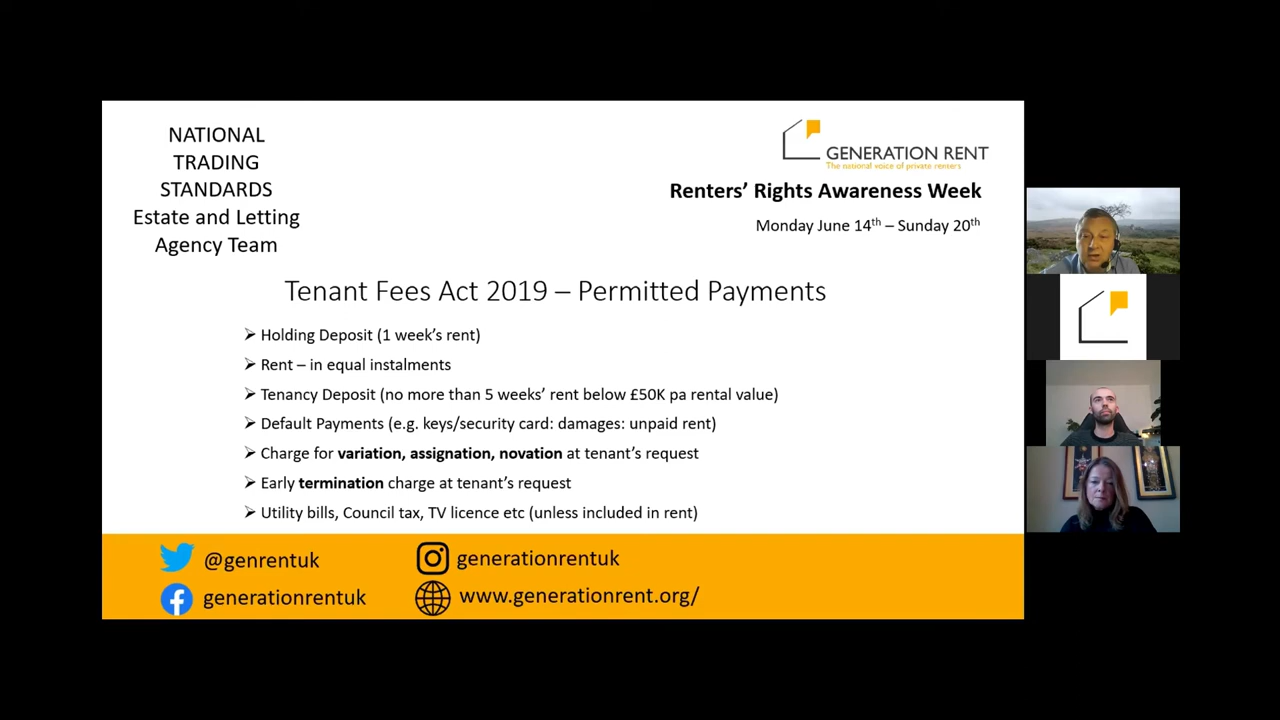 NATIONAL
TRADING
STANDARDS
Estate and Letting
Agency Team
GENERATION RENT
The national voice of private renters
Renters’ Rights Awareness Week
Monday June 14th – Sunday 20th
Tenant Fees Act 2019 – Permitted Payments
➢ Holding Deposit (1 week’s rent)
➢ Rent – in equal instalments
➢ Tenancy Deposit (no more than 5 weeks’ rent below £50K pa rental value)
➢ Default Payments (e.g. keys/security card: damages: unpaid rent)
➢ Charge for variation, assignation, novation at tenant’s request
➢ Early termination charge at tenant’s request
➢ Utility bills, Council tax, TV licence etc (unless included in rent)
@genrentuk
generationrentuk
generationrentuk
www.generationrent.org/